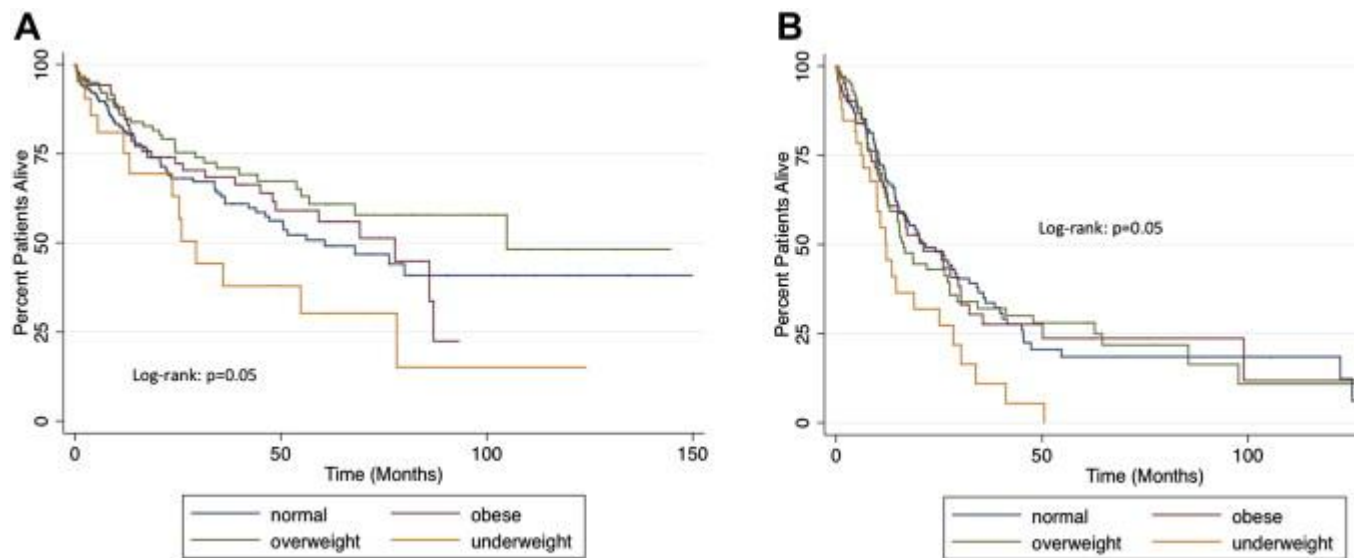 A
Percent Patients Alive
100
75
50
25
0
Log-rank: p=0.05
0 50 100 150
Time (Months)
normal obese
overweight underweight
B
Percent Patients Alive
100
75
50
25
0
Log-rank: p=0.05
0 50 100
Time (Months)
normal obese
overweight underweight